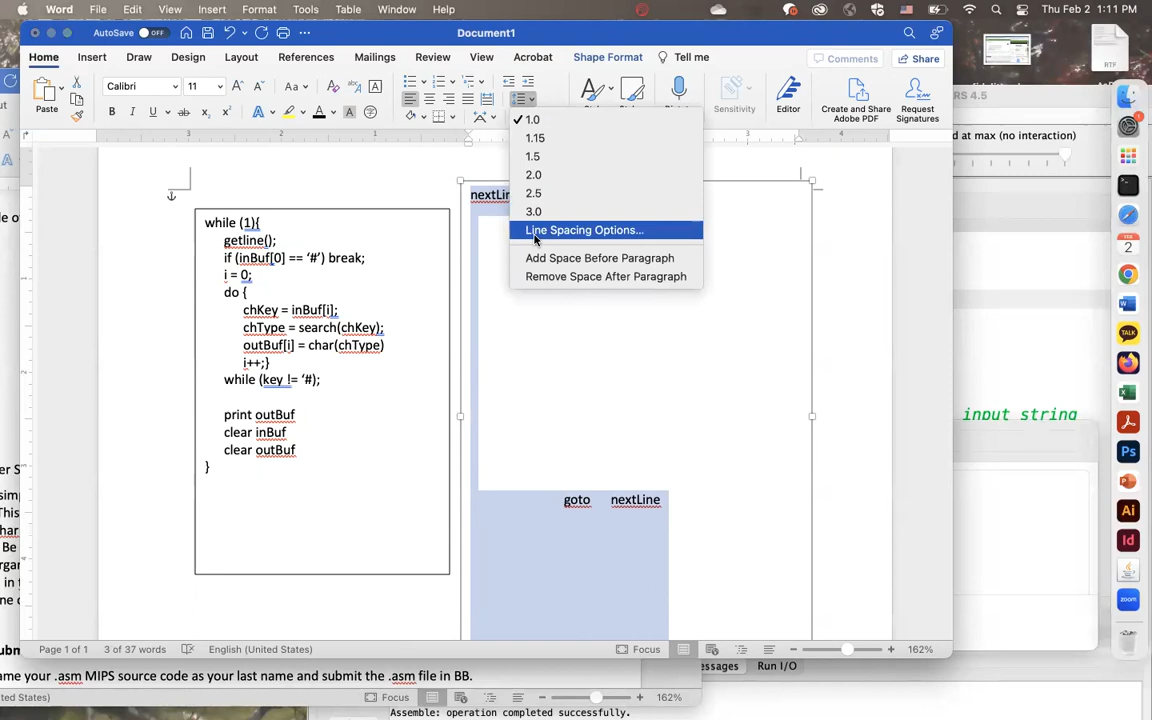 Word File Edit View Insert Format Tools Table Window Help
Thu Feb 2 1:11 PM
AutoSave OFF
Document1
Home Insert Draw Design Layout References Mailings Review View Acrobat Shape Format Tell me
Comments Share
RTF
Paste
Calibri 11
Sensitivity
Editor
Create and Share Adobe PDF
Request Signatures
RS 4.5
d at max (no interaction)
1.0
1.15
1.5
2.0
2.5
3.0
Line Spacing Options...
Add Space Before Paragraph
Remove Space After Paragraph
while (1){
getline();
if (inBuf[0] == ‘#’) break;
i = 0;
do {
chKey = inBuf[i];
chType = search(chKey);
outBuf[i] = char(chType)
i++;}
while (key != ‘#);
print outBuf
clear inBuf
clear outBuf
}
goto nextLine
input string
Page 1 of 1 3 of 37 words English (United States) Focus 162%
ame your .asm MIPS source code as your last name and submit the .asm file in BB.
essages Run I/O
ted States) Focus 162%
Assemble: operation completed successfully.